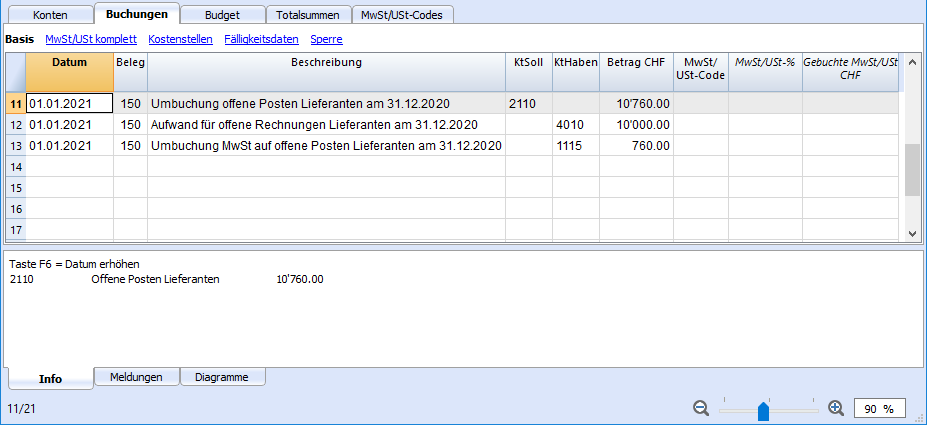 Konten Buchungen Budget Totalsummen MwSt/USt-Codes
Basis MwSt/USt komplett Kostenstellen Fälligkeitsdaten Sperre
Datum Beleg Beschreibung KtSoll KtHaben Betrag CHF MwSt/ USt-Code MwSt/USt-% Gebuchte MwSt/USt CHF
11 01.01.2021 150 Umbuchung offene Posten Lieferanten am 31.12.2020 2110 10'760.00
12 01.01.2021 150 Aufwand für offene Rechnungen Lieferanten am 31.12.2020 4010 10'000.00
13 01.01.2021 150 Umbuchung MwSt auf offene Posten Lieferanten am 31.12.2020 1115 760.00
14
15
16
17
Taste F6 = Datum erhöhen
2110 Offene Posten Lieferanten 10'760.00
Info Meldungen Diagramme
11/21 90 %